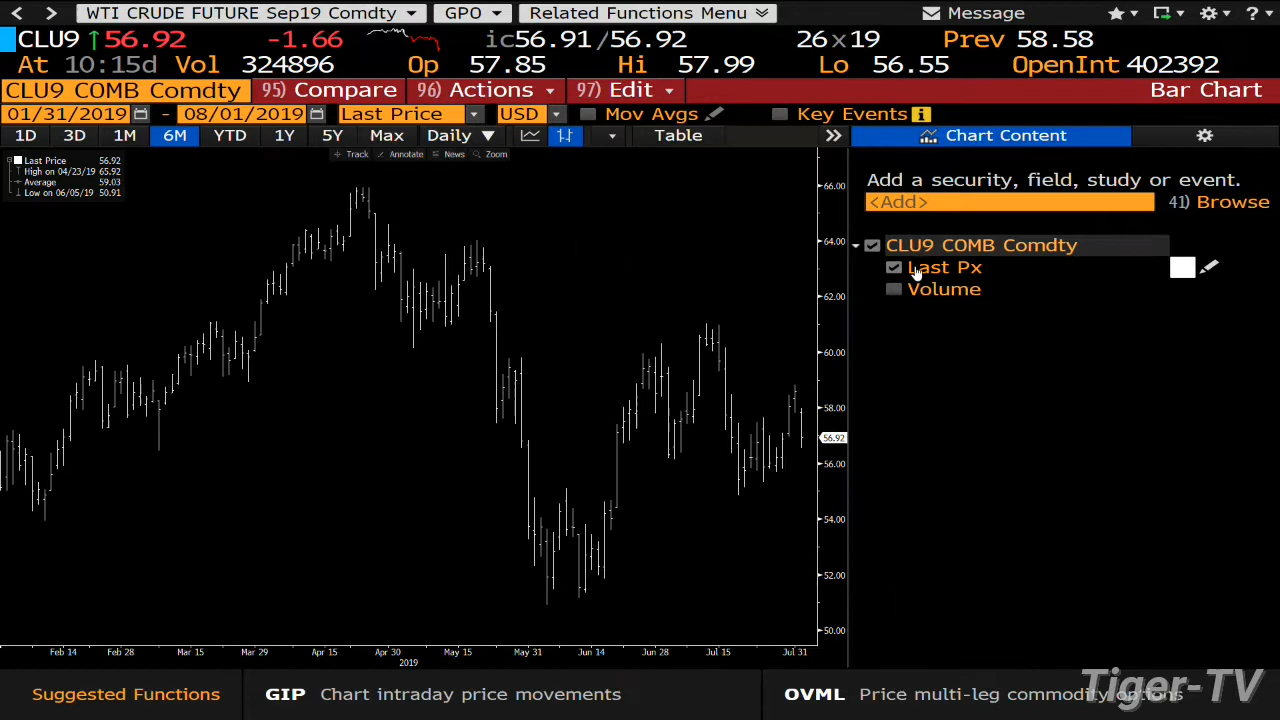 < > WTI CRUDE FUTURE Sep19 Comdty GPO Related Functions Menu Message ?
CLU9 ↑56.92 -1.66 ic56.91/56.92 26x19 Prev 58.58
At 10:15d Vol 324896 Op 57.85 Hi 57.99 Lo 56.55 OpenInt 402392
CLU9 COMB Comdty 95) Compare 96) Actions 97) Edit Bar Chart
01/31/2019 - 08/01/2019 Last Price USD Mov Avgs Key Events i
1D 3D 1M 6M YTD 1Y 5Y Max Daily ▼ Table » Chart Content
Track Annotate News Zoom
Last Price 56.92
High on 04/23/19 65.92
Average 59.03
Low on 06/05/19 50.91
Add a security, field, study or event.
<Add> 41) Browse
CLU9 COMB Comdty
Last Px
Volume
66.00
64.00
62.00
60.00
58.00
56.92
56.00
54.00
52.00
50.00
Feb 14 Feb 28 Mar 15 Mar 29 Apr 15 Apr 30 May 15 May 31 Jun 14 Jun 28 Jul 15 Jul 31
2019
Suggested Functions GIP Chart intraday price movements OVML Price multi-leg commodity options
Tiger-TV